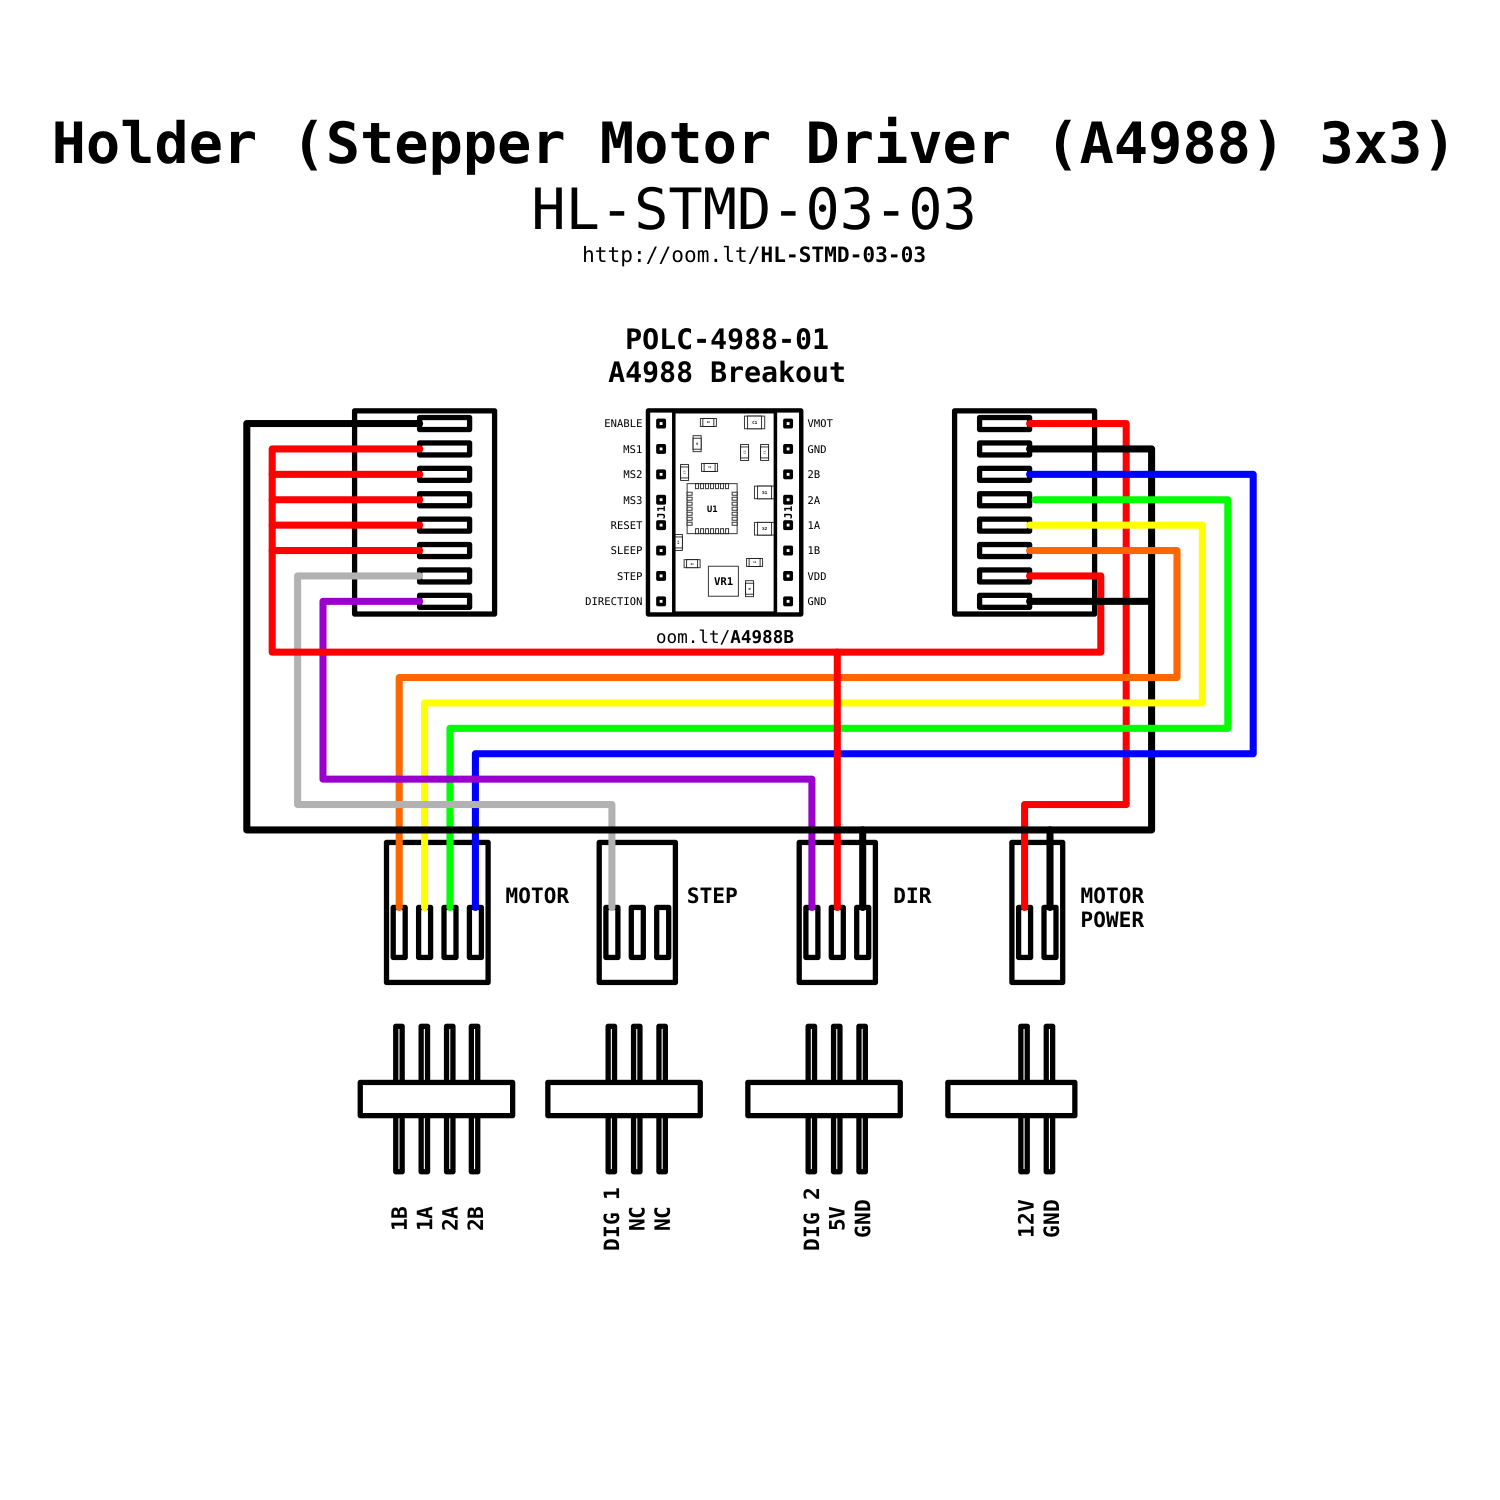 Holder (Stepper Motor Driver (A4988) 3x3)
HL-STMD-03-03
http://oom.lt/HL-STMD-03-03
POLC-4988-01
A4988 Breakout
ENABLE
MS1
MS2
MS3
RESET
SLEEP
STEP
DIRECTION
J1
U1
VR1
J1
VMOT
GND
2B
2A
1A
1B
VDD
GND
oom.lt/A4988B
MOTOR
STEP
DIR
MOTOR
POWER
1B
1A
2A
2B
DIG 1
NC
NC
DIG 2
5V
GND
12V
GND